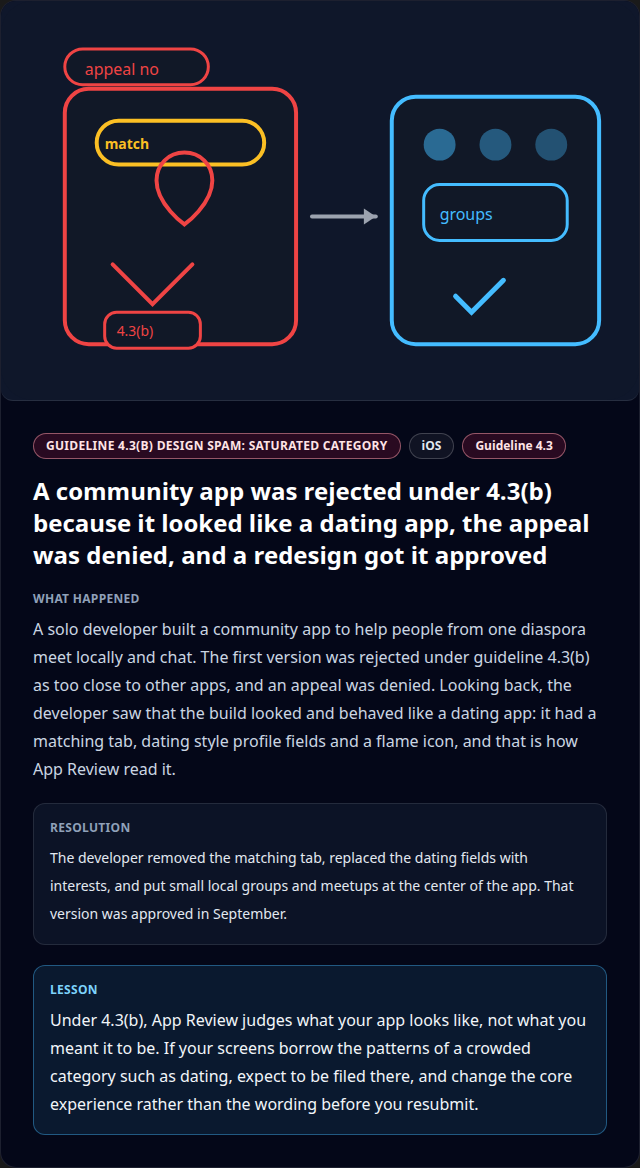 appeal no
match
4.3(b)
groups
GUIDELINE 4.3(B) DESIGN SPAM: SATURATED CATEGORY
iOS
Guideline 4.3
A community app was rejected under 4.3(b)
because it looked like a dating app, the appeal
was denied, and a redesign got it approved
WHAT HAPPENED
A solo developer built a community app to help people from one diaspora
meet locally and chat. The first version was rejected under guideline 4.3(b)
as too close to other apps, and an appeal was denied. Looking back, the
developer saw that the build looked and behaved like a dating app: it had a
matching tab, dating style profile fields and a flame icon, and that is how
App Review read it.
RESOLUTION
The developer removed the matching tab, replaced the dating fields with
interests, and put small local groups and meetups at the center of the app. That
version was approved in September.
LESSON
Under 4.3(b), App Review judges what your app looks like, not what you
meant it to be. If your screens borrow the patterns of a crowded
category such as dating, expect to be filed there, and change the core
experience rather than the wording before you resubmit.